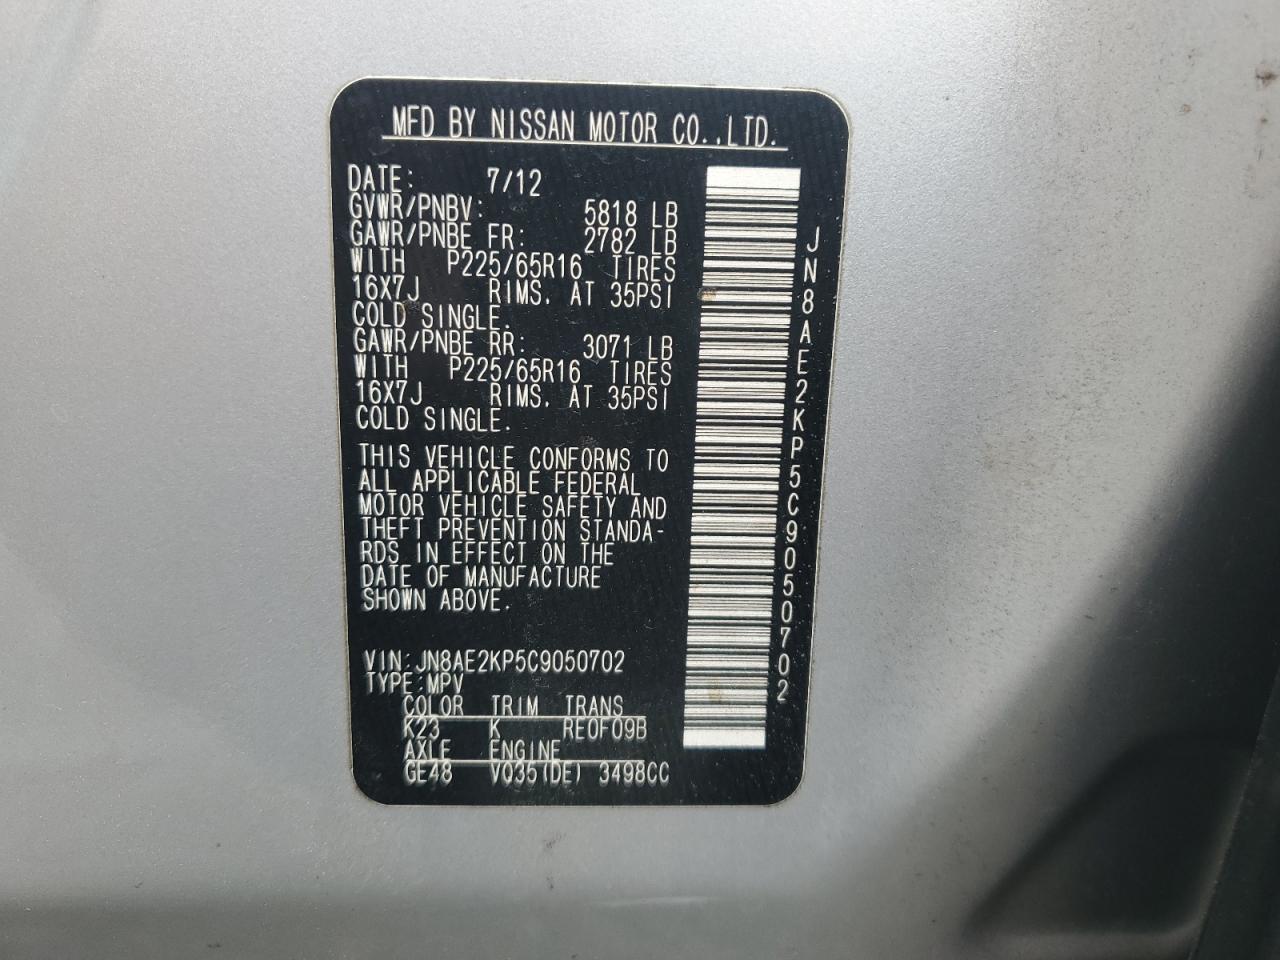 MFD BY NISSAN MOTOR CO.,LTD.
DATE: 7/12
GVWR/PNBV: 5818 LB
GAWR/PNBE FR: 2782 LB
WITH P225/65R16 TIRES
16X7J RIMS. AT 35PSI
COLD SINGLE.
GAWR/PNBE RR: 3071 LB
WITH P225/65R16 TIRES
16X7J RIMS. AT 35PSI
COLD SINGLE.
THIS VEHICLE CONFORMS TO
ALL APPLICABLE FEDERAL
MOTOR VEHICLE SAFETY AND
THEFT PREVENTION STANDA-
RDS IN EFFECT ON THE
DATE OF MANUFACTURE
SHOWN ABOVE.
VIN:JN8AE2KP5C9050702
TYPE:MPV
COLOR TRIM TRANS
K23 K RE0F09B
AXLE ENGINE
GE48 VQ35(DE) 3498CC
JN8AE2KP5C9050702